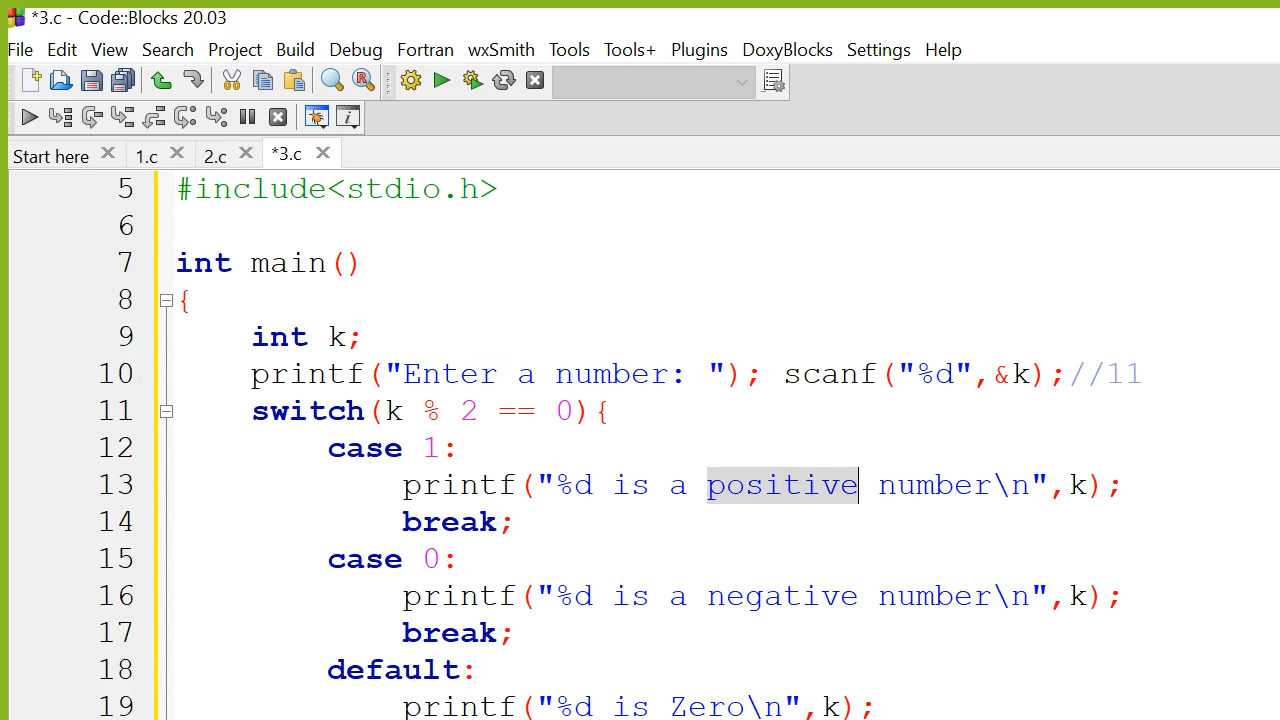 *3.c - Code::Blocks 20.03
File Edit View Search Project Build Debug Fortran wxSmith Tools Tools+ Plugins DoxyBlocks Settings Help
Start here 1.c 2.c *3.c
5 #include<stdio.h>
6
7 int main()
8 {
9 int k;
10 printf("Enter a number: "); scanf("%d",&k);//11
11 switch(k % 2 == 0){
12 case 1:
13 printf("%d is a positive number\n",k);
14 break;
15 case 0:
16 printf("%d is a negative number\n",k);
17 break;
18 default:
19 printf("%d is Zero\n",k);